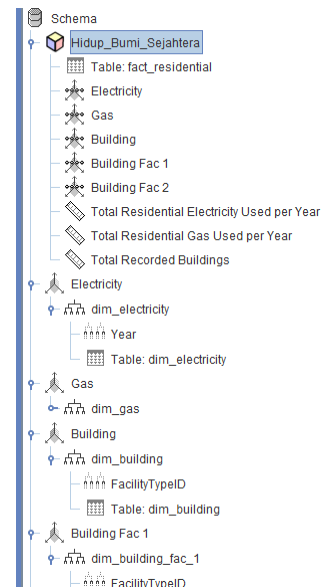 Schema
Hidup_Bumi_Sejahtera
Table: fact_residential
Electricity
Gas
Building
Building Fac 1
Building Fac 2
Total Residential Electricity Used per Year
Total Residential Gas Used per Year
Total Recorded Buildings
Electricity
dim_electricity
Year
Table: dim_electricity
Gas
dim_gas
Building
dim_building
FacilityTypeID
Table: dim_building
Building Fac 1
dim_building_fac_1
FacilityTypeID